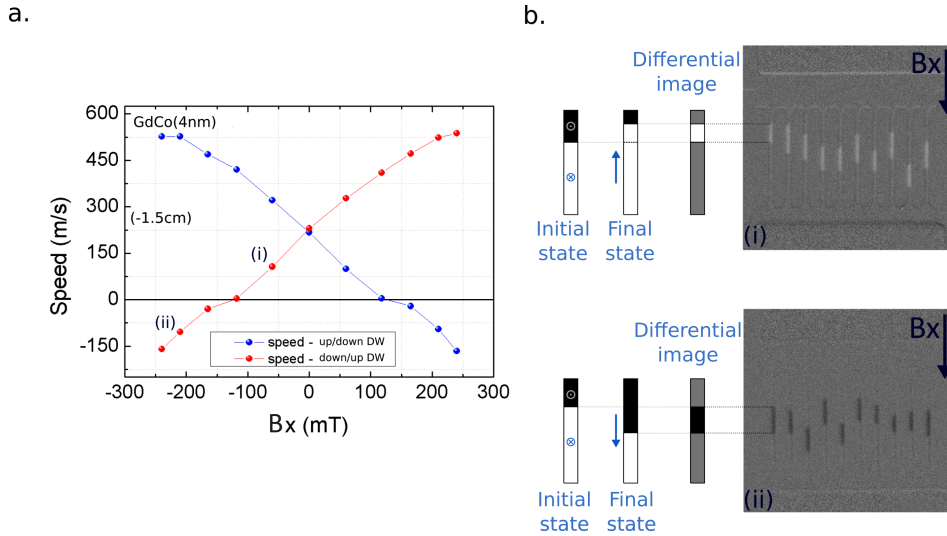 a.
600
450
300
150
0
-150
Speed (m/s)
GdCo(4nm)
(-1.5cm)
(i)
(ii)
speed - up/down DW
speed - down/up DW
-300 -200 -100 0 100 200 300
Bx (mT)
b.
Differential
image
Bx
Initial
state
Final
state
(i)
Differential
image
Bx
Initial
state
Final
state
(ii)